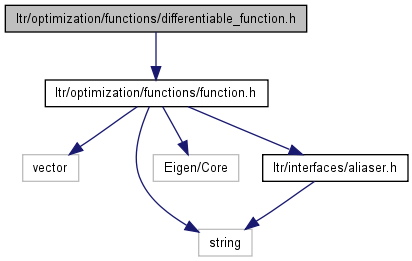 ltr/optimization/functions/differentiable_function.h
ltr/optimization/functions/function.h
vector
Eigen/Core
ltr/interfaces/aliaser.h
string